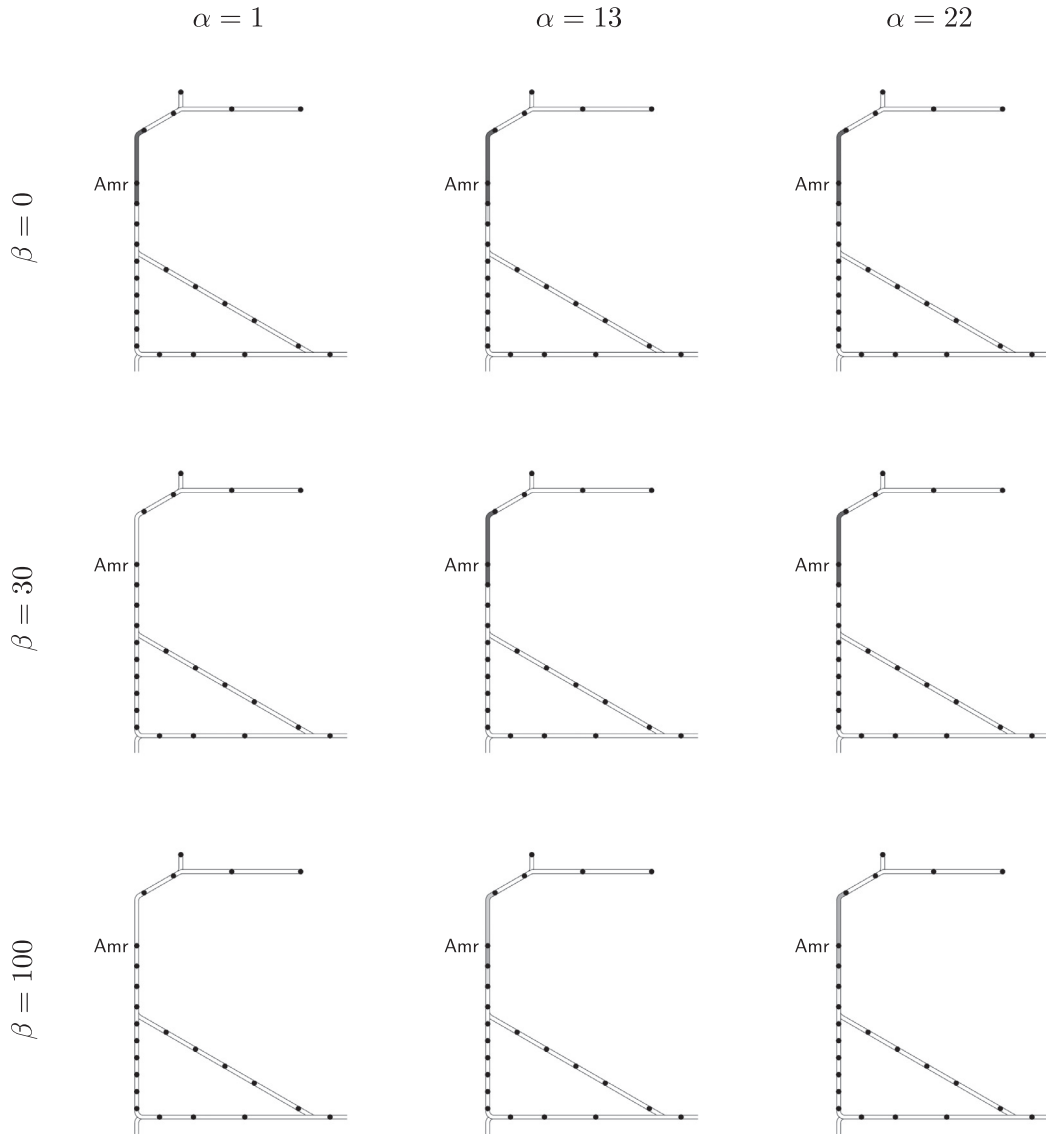 α = 1
α = 13
α = 22
β = 0
Amr
Amr
Amr
β = 30
Amr
Amr
Amr
β = 100
Amr
Amr
Amr